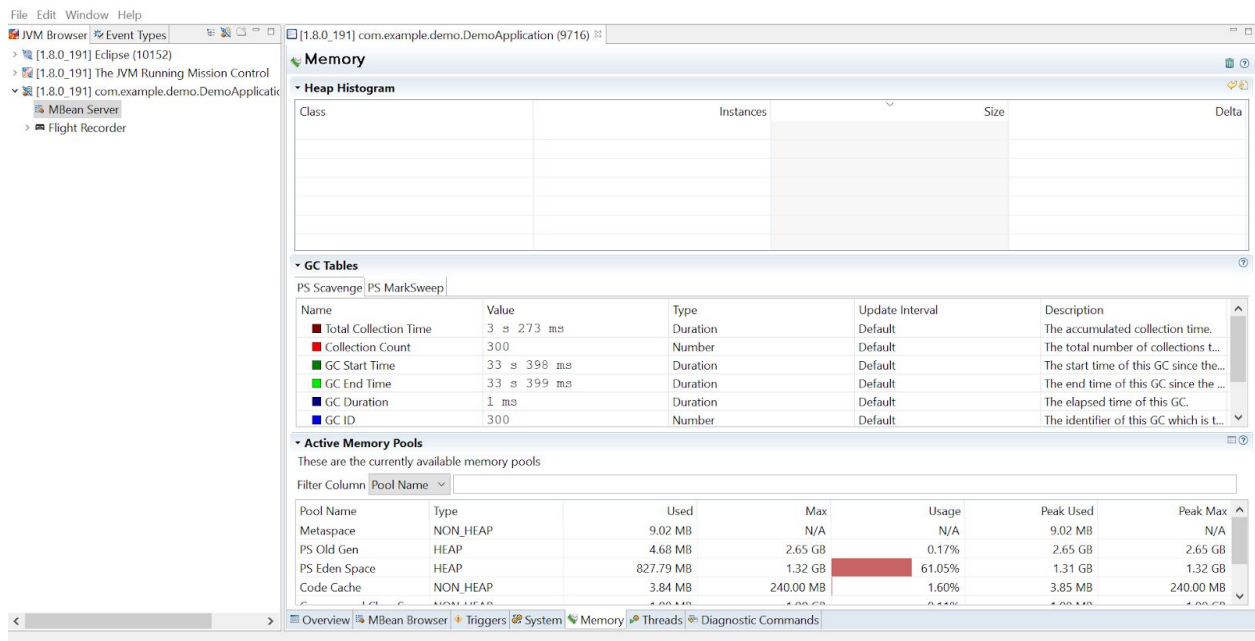 File Edit Window Help
JVM Browser Event Types
[1.8.0_191] Eclipse (10152)
[1.8.0_191] The JVM Running Mission Control
[1.8.0_191] com.example.demo.DemoApplicatio
MBean Server
Flight Recorder
[1.8.0_191] com.example.demo.DemoApplication (9716)
Memory
Heap Histogram
Class Instances Size Delta
GC Tables
PS Scavenge PS MarkSweep
Name Value Type Update Interval Description
Total Collection Time 3 s 273 ms Duration Default The accumulated collection time.
Collection Count 300 Number Default The total number of collections t...
GC Start Time 33 s 398 ms Duration Default The start time of this GC since the...
GC End Time 33 s 399 ms Duration Default The end time of this GC since the ...
GC Duration 1 ms Duration Default The elapsed time of this GC.
GC ID 300 Number Default The identifier of this GC which is t...
Active Memory Pools
These are the currently available memory pools
Filter Column Pool Name
Pool Name Type Used Max Usage Peak Used Peak Max
Metaspace NON_HEAP 9.02 MB N/A N/A 9.02 MB N/A
PS Old Gen HEAP 4.68 MB 2.65 GB 0.17% 2.65 GB 2.65 GB
PS Eden Space HEAP 827.79 MB 1.32 GB 61.05% 1.31 GB 1.32 GB
Code Cache NON_HEAP 3.84 MB 240.00 MB 1.60% 3.85 MB 240.00 MB
Overview MBean Browser Triggers System Memory Threads Diagnostic Commands